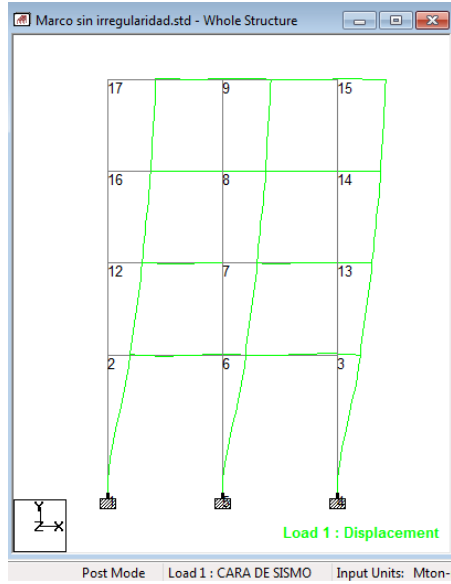 Marco sin irregularidad.std - Whole Structure
17 9 15
16 8 14
12 7 13
2 6 3
Y
Z X
Load 1 : Displacement
Post Mode Load 1 : CARA DE SISMO Input Units: Mton-